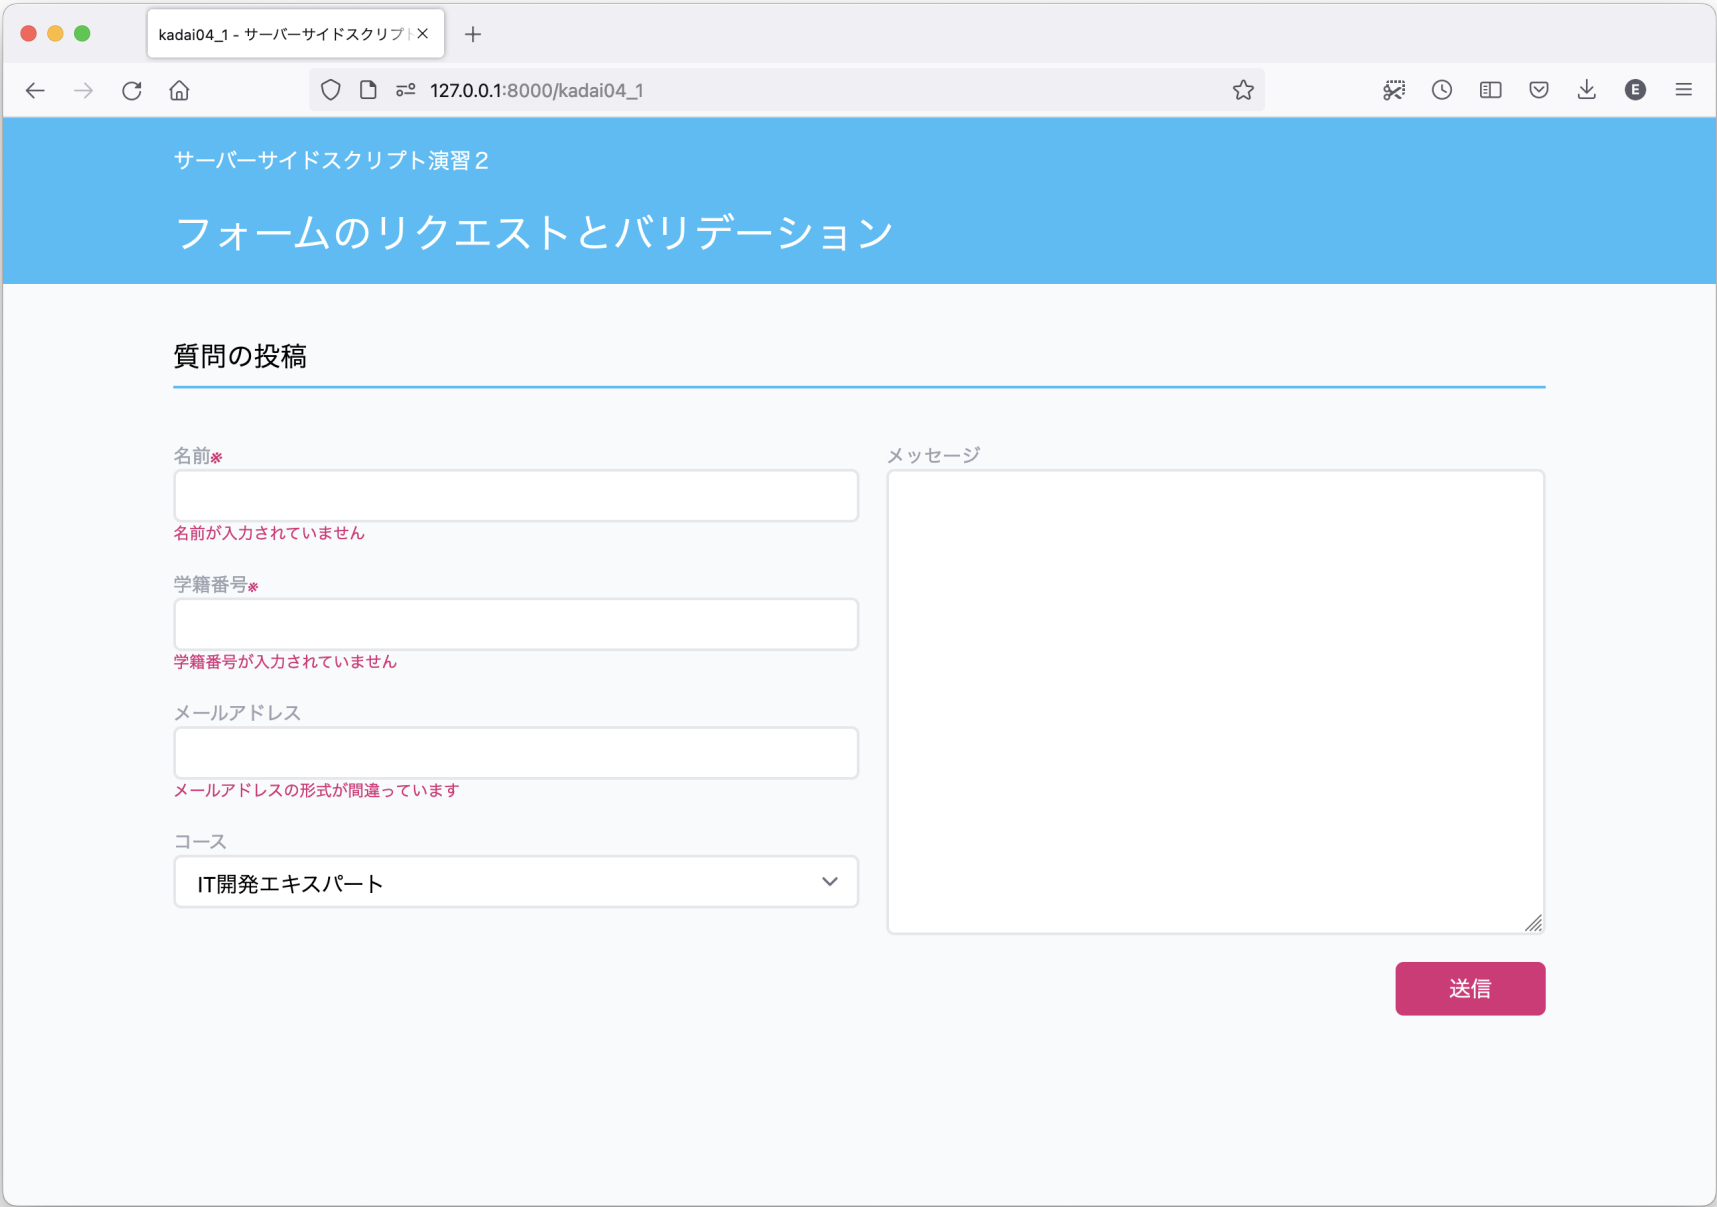 kadai04_1 - サーバーサイドスクリプト
127.0.0.1:8000/kadai04_1
E
サーバーサイドスクリプト演習２
フォームのリクエストとバリデーション
質問の投稿
名前※
名前が入力されていません
学籍番号※
学籍番号が入力されていません
メールアドレス
メールアドレスの形式が間違っています
コース
IT開発エキスパート
メッセージ
送信